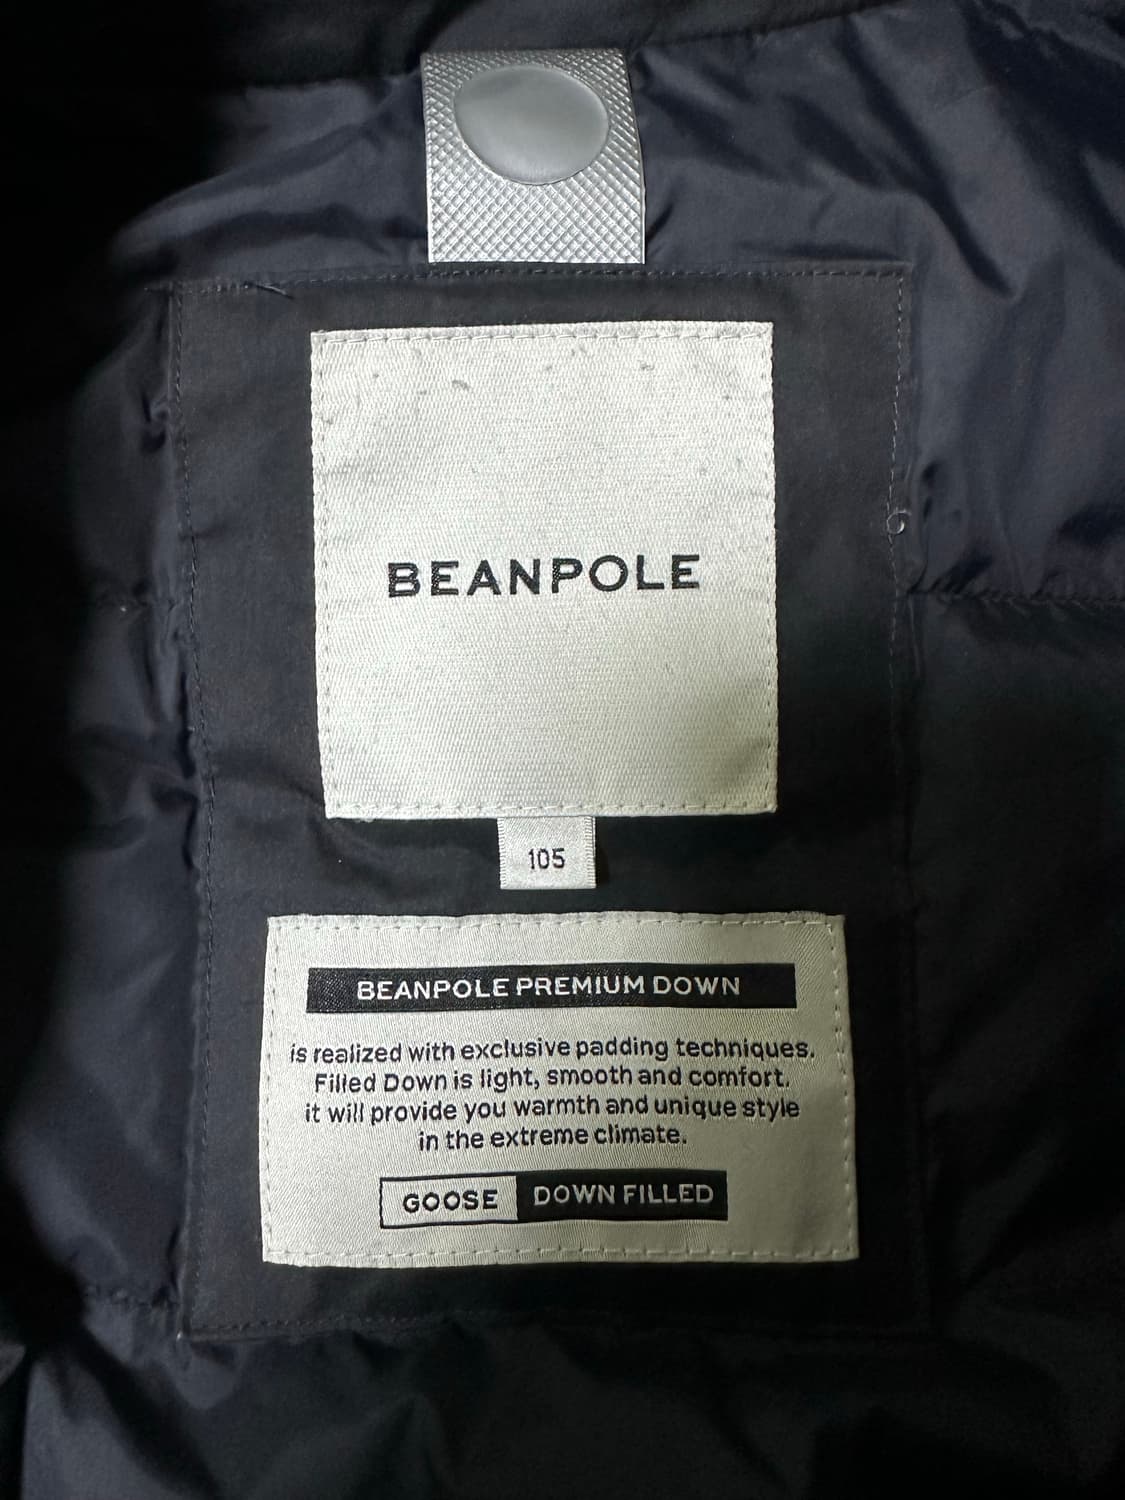 BEANPOLE
105
BEANPOLE PREMIUM DOWN
is realized with exclusive padding techniques.
Filled Down is light, smooth and comfort.
it will provide you warmth and unique style
in the extreme climate.
GOOSE DOWN FILLED